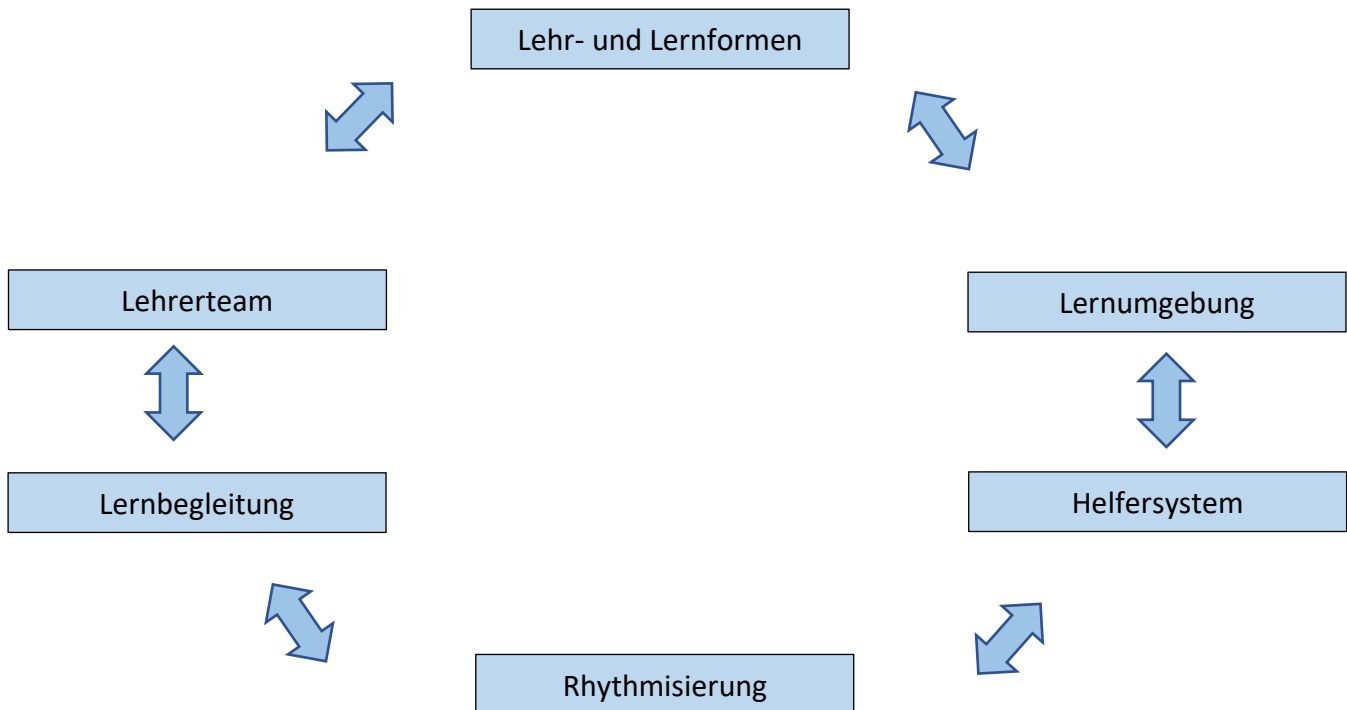 Lehr- und Lernformen
Lehrerteam
Lernumgebung
Lernbegleitung
Helfersystem
Rhythmisierung